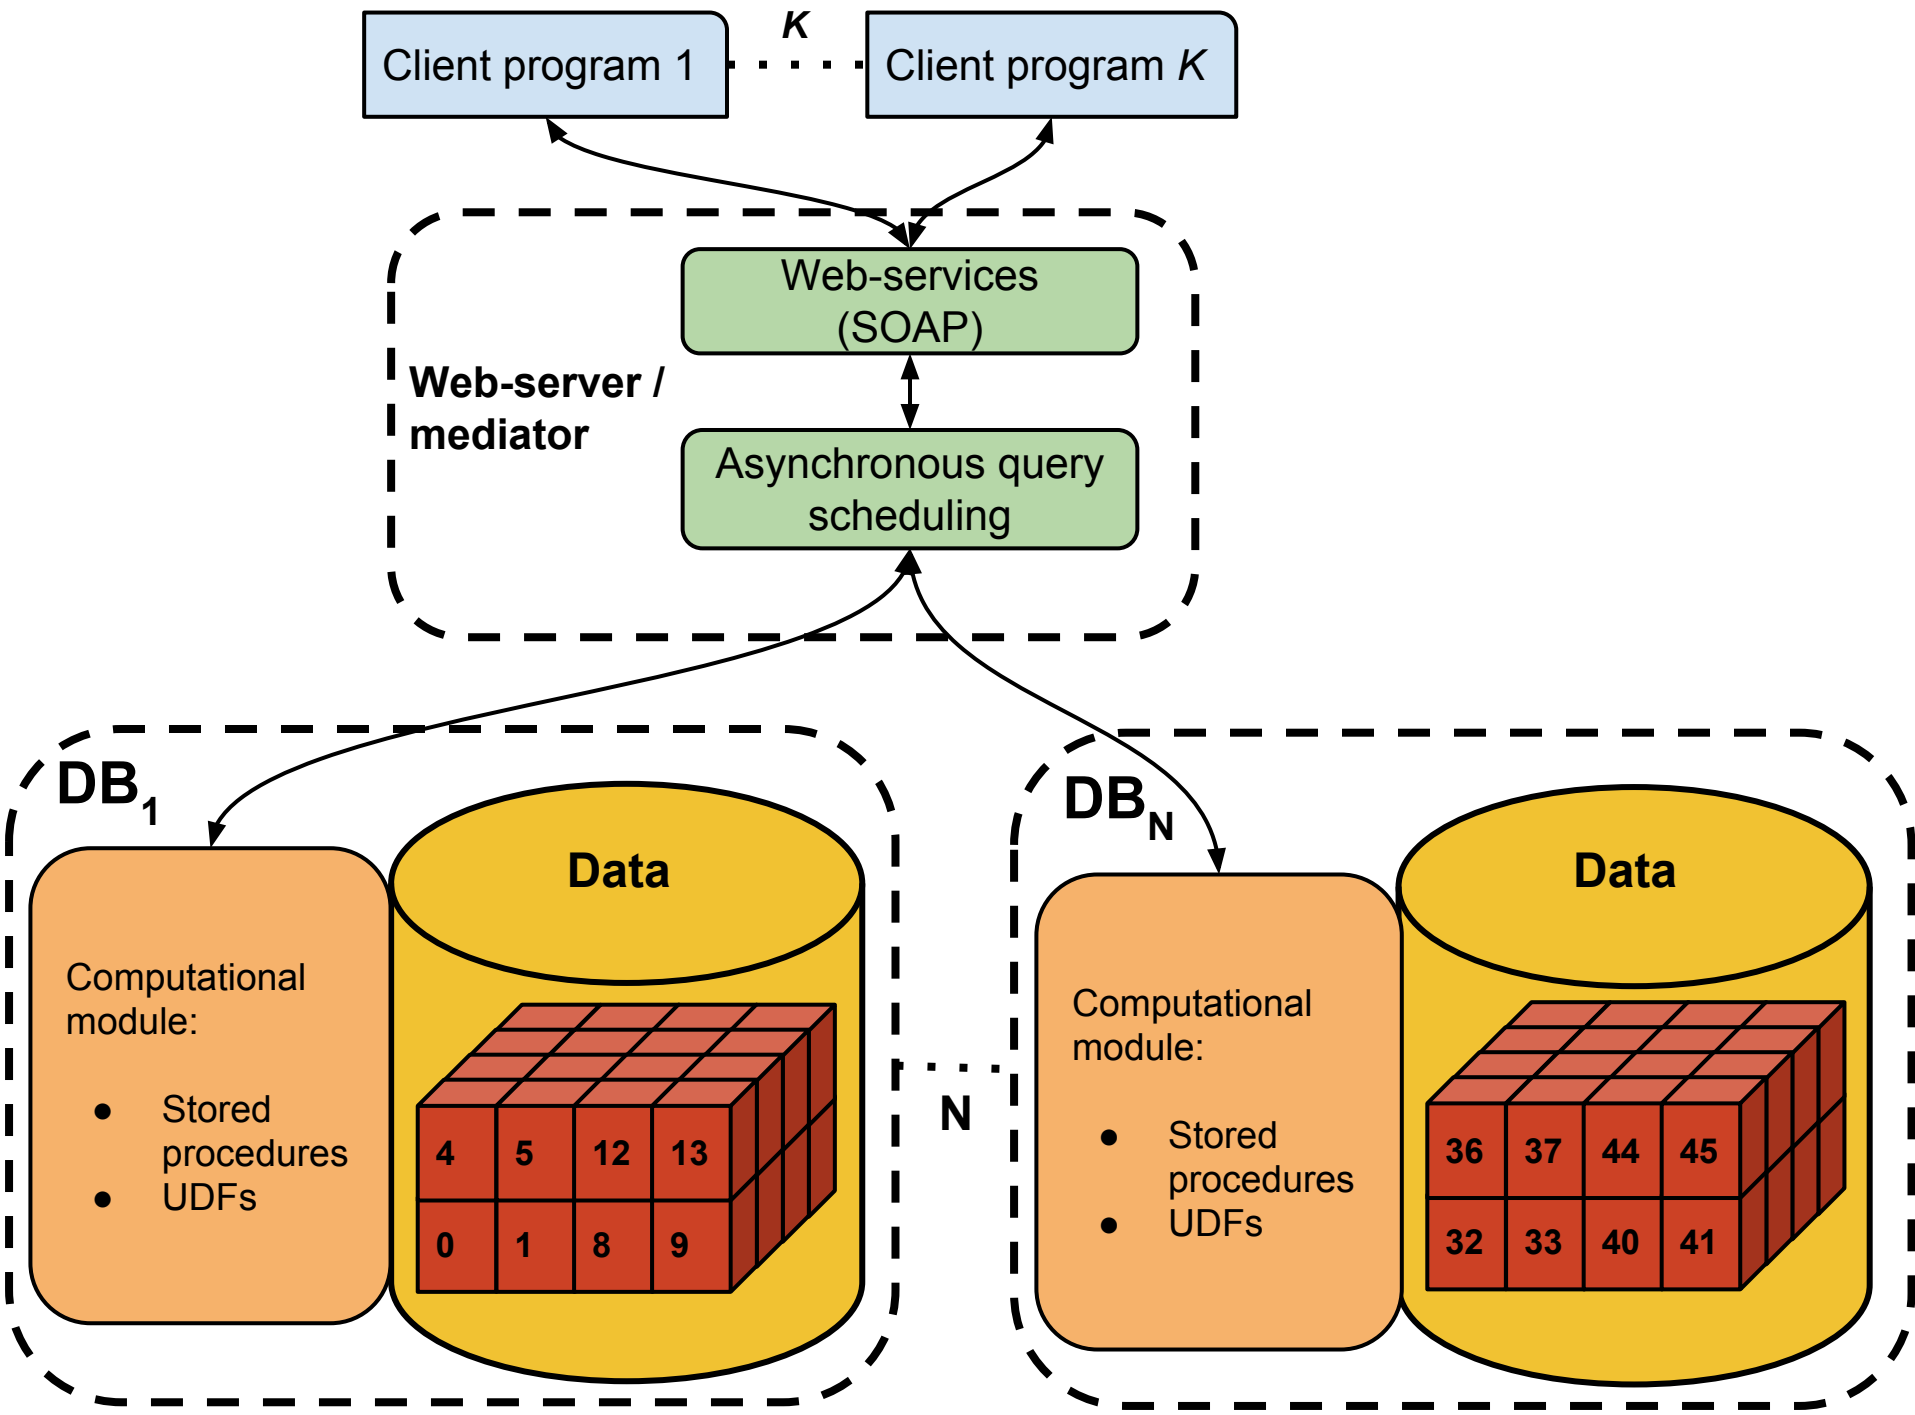 K
Client program 1
Client program K
Web-services
(SOAP)
Web-server /
mediator
Asynchronous query
scheduling
DB1
Data
Computational
module:
● Stored
procedures
● UDFs
4 5 12 13
0 1 8 9
N
DBN
Data
Computational
module:
● Stored
procedures
● UDFs
36 37 44 45
32 33 40 41